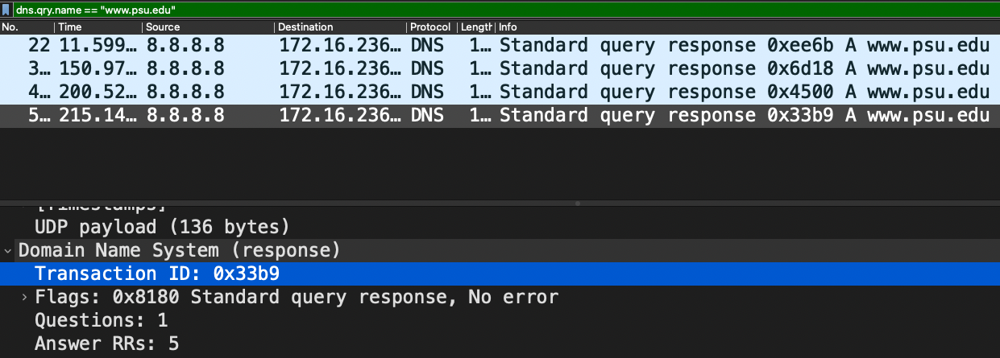 dns.qry.name == "www.psu.edu"
No. Time Source Destination Protocol Length Info
22 11.599… 8.8.8.8 172.16.236… DNS 1… Standard query response 0xee6b A www.psu.edu
3… 150.97… 8.8.8.8 172.16.236… DNS 1… Standard query response 0x6d18 A www.psu.edu
4… 200.52… 8.8.8.8 172.16.236… DNS 1… Standard query response 0x4500 A www.psu.edu
5… 215.14… 8.8.8.8 172.16.236… DNS 1… Standard query response 0x33b9 A www.psu.edu
[Timestamps]
UDP payload (136 bytes)
Domain Name System (response)
Transaction ID: 0x33b9
Flags: 0x8180 Standard query response, No error
Questions: 1
Answer RRs: 5